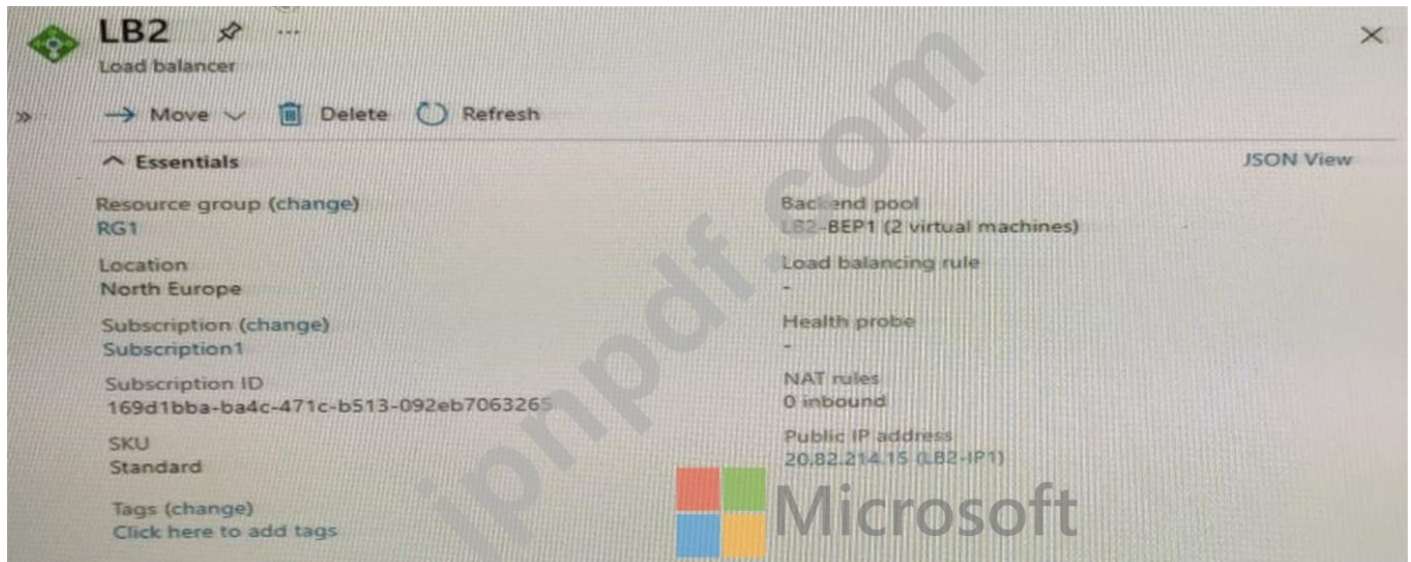 LB2
Load balancer
Move
Delete
Refresh
Essentials
JSON View
Resource group (change)
RG1
Location
North Europe
Subscription (change)
Subscription1
Subscription ID
169d1bba-ba4c-471c-b513-092eb7063265
SKU
Standard
Tags (change)
Click here to add tags
Backend pool
LB2-BEP1 (2 virtual machines)
Load balancing rule
-
Health probe
-
NAT rules
0 inbound
Public IP address
20.82.214.15 (LB2-IP1)
Microsoft
jpnpdf.com